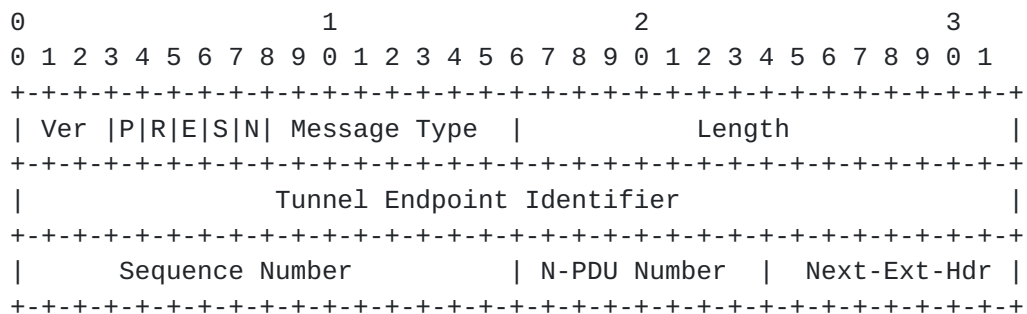 0                   1                   2                   3
0 1 2 3 4 5 6 7 8 9 0 1 2 3 4 5 6 7 8 9 0 1 2 3 4 5 6 7 8 9 0 1
+-+-+-+-+-+-+-+-+-+-+-+-+-+-+-+-+-+-+-+-+-+-+-+-+-+-+-+-+-+-+-+-+
| Ver |P|R|E|S|N| Message Type  |           Length              |
+-+-+-+-+-+-+-+-+-+-+-+-+-+-+-+-+-+-+-+-+-+-+-+-+-+-+-+-+-+-+-+-+
|                Tunnel Endpoint Identifier                     |
+-+-+-+-+-+-+-+-+-+-+-+-+-+-+-+-+-+-+-+-+-+-+-+-+-+-+-+-+-+-+-+-+
|      Sequence Number          | N-PDU Number  |  Next-Ext-Hdr |
+-+-+-+-+-+-+-+-+-+-+-+-+-+-+-+-+-+-+-+-+-+-+-+-+-+-+-+-+-+-+-+-+